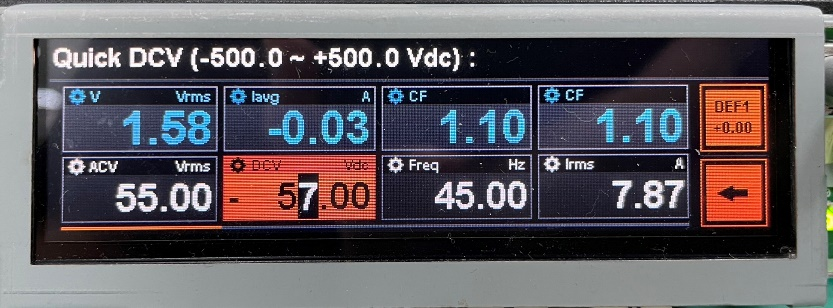 Quick DCV (-500.0 ~ +500.0 Vdc) :
V Vrms Iavg A CF CF DEF1
1.58 -0.03 1.10 1.10 +0.00
ACV Vrms DCV Vdc Freq Hz Irms A
55.00 - 57.00 45.00 7.87